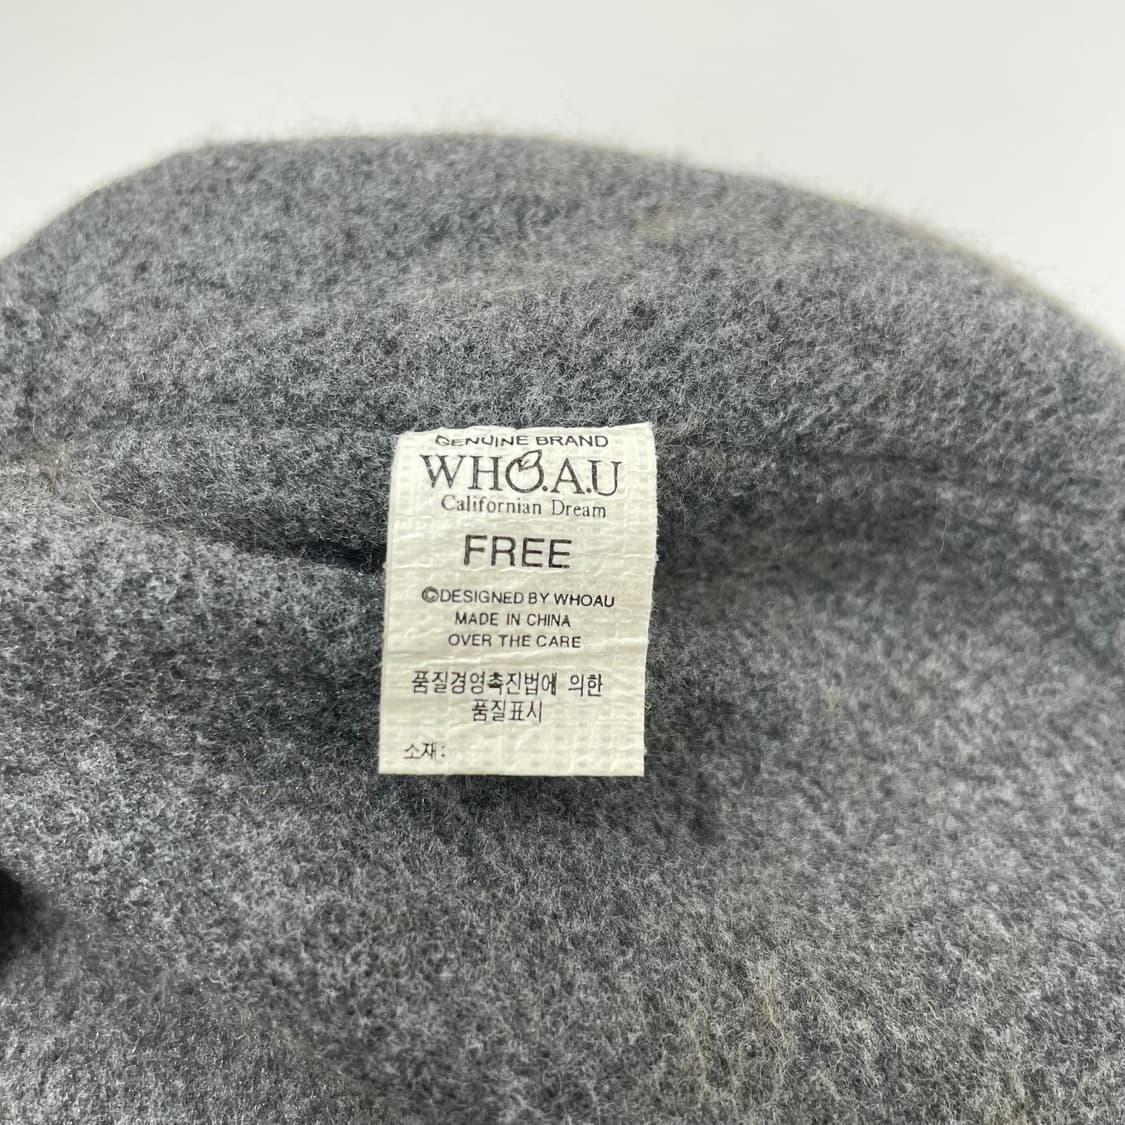 GENUINE BRAND
WHO.A.U
Californian Dream
FREE
©DESIGNED BY WHOAU
MADE IN CHINA
OVER THE CARE
품질경영촉진법에 의한
품질표시
소재: